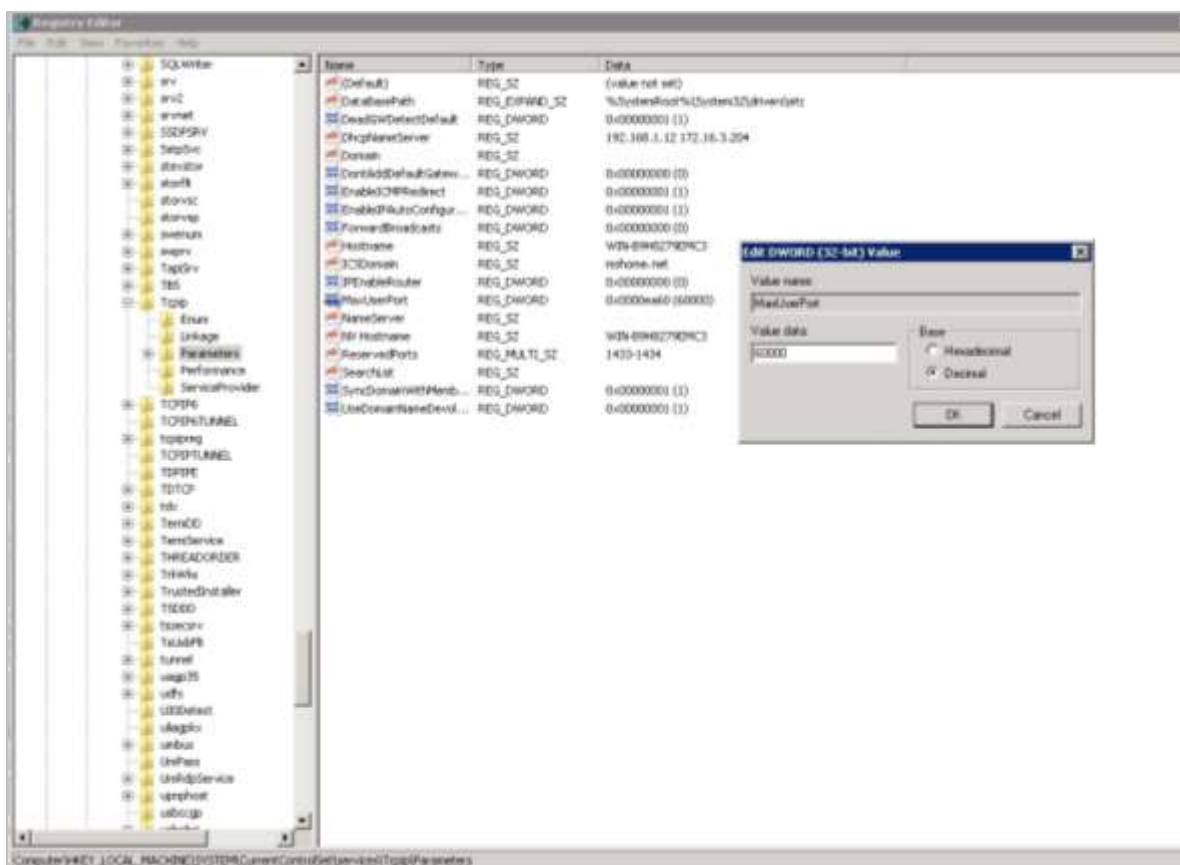 Registry Editor
File Edit View Favorites Help
SQLWriter
srv
srv2
srvnet
SSDPSRV
SstpSvc
stexstor
storflt
storvsc
storvsp
swenum
swprv
TapiSrv
TBS
Tcpip
Enum
Linkage
Parameters
Performance
ServiceProvider
TCPIP6
TCPIP6TUNNEL
tcpipreg
TCPIPTUNNEL
TDPIPE
TDTCP
tdx
TermDD
TermService
THREADORDER
TrkWks
TrustedInstaller
TSDDD
tssecsrv
TsUsbFlt
tunnel
uagp35
udfs
UI0Detect
uliagpkx
umbus
UmPass
UmRdpService
upnphost
usbccgp
Name Type Data
(Default) REG_SZ (value not set)
DataBasePath REG_EXPAND_SZ %SystemRoot%\System32\drivers\etc
DeadGWDetectDefault REG_DWORD 0x00000001 (1)
DhcpNameServer REG_SZ 192.168.1.12 172.16.3.204
Domain REG_SZ
DontAddDefaultGatew... REG_DWORD 0x00000000 (0)
EnableICMPRedirect REG_DWORD 0x00000001 (1)
EnableIPAutoConfigur... REG_DWORD 0x00000001 (1)
ForwardBroadcasts REG_DWORD 0x00000000 (0)
Hostname REG_SZ
ICSDomain REG_SZ mshome.net
IPEnableRouter REG_DWORD 0x00000000 (0)
MaxUserPort REG_DWORD 0x0000ea60 (60000)
NameServer REG_SZ
NV Hostname REG_SZ
ReservedPorts REG_MULTI_SZ 1433-1434
SearchList REG_SZ
SyncDomainWithMemb... REG_DWORD 0x00000001 (1)
UseDomainNameDevol... REG_DWORD 0x00000001 (1)
Edit DWORD (32-bit) Value
Value name:
MaxUserPort
Value data:
60000
Base
Hexadecimal
Decimal
OK Cancel
Computer\HKEY_LOCAL_MACHINE\SYSTEM\CurrentControlSet\services\Tcpip\Parameters